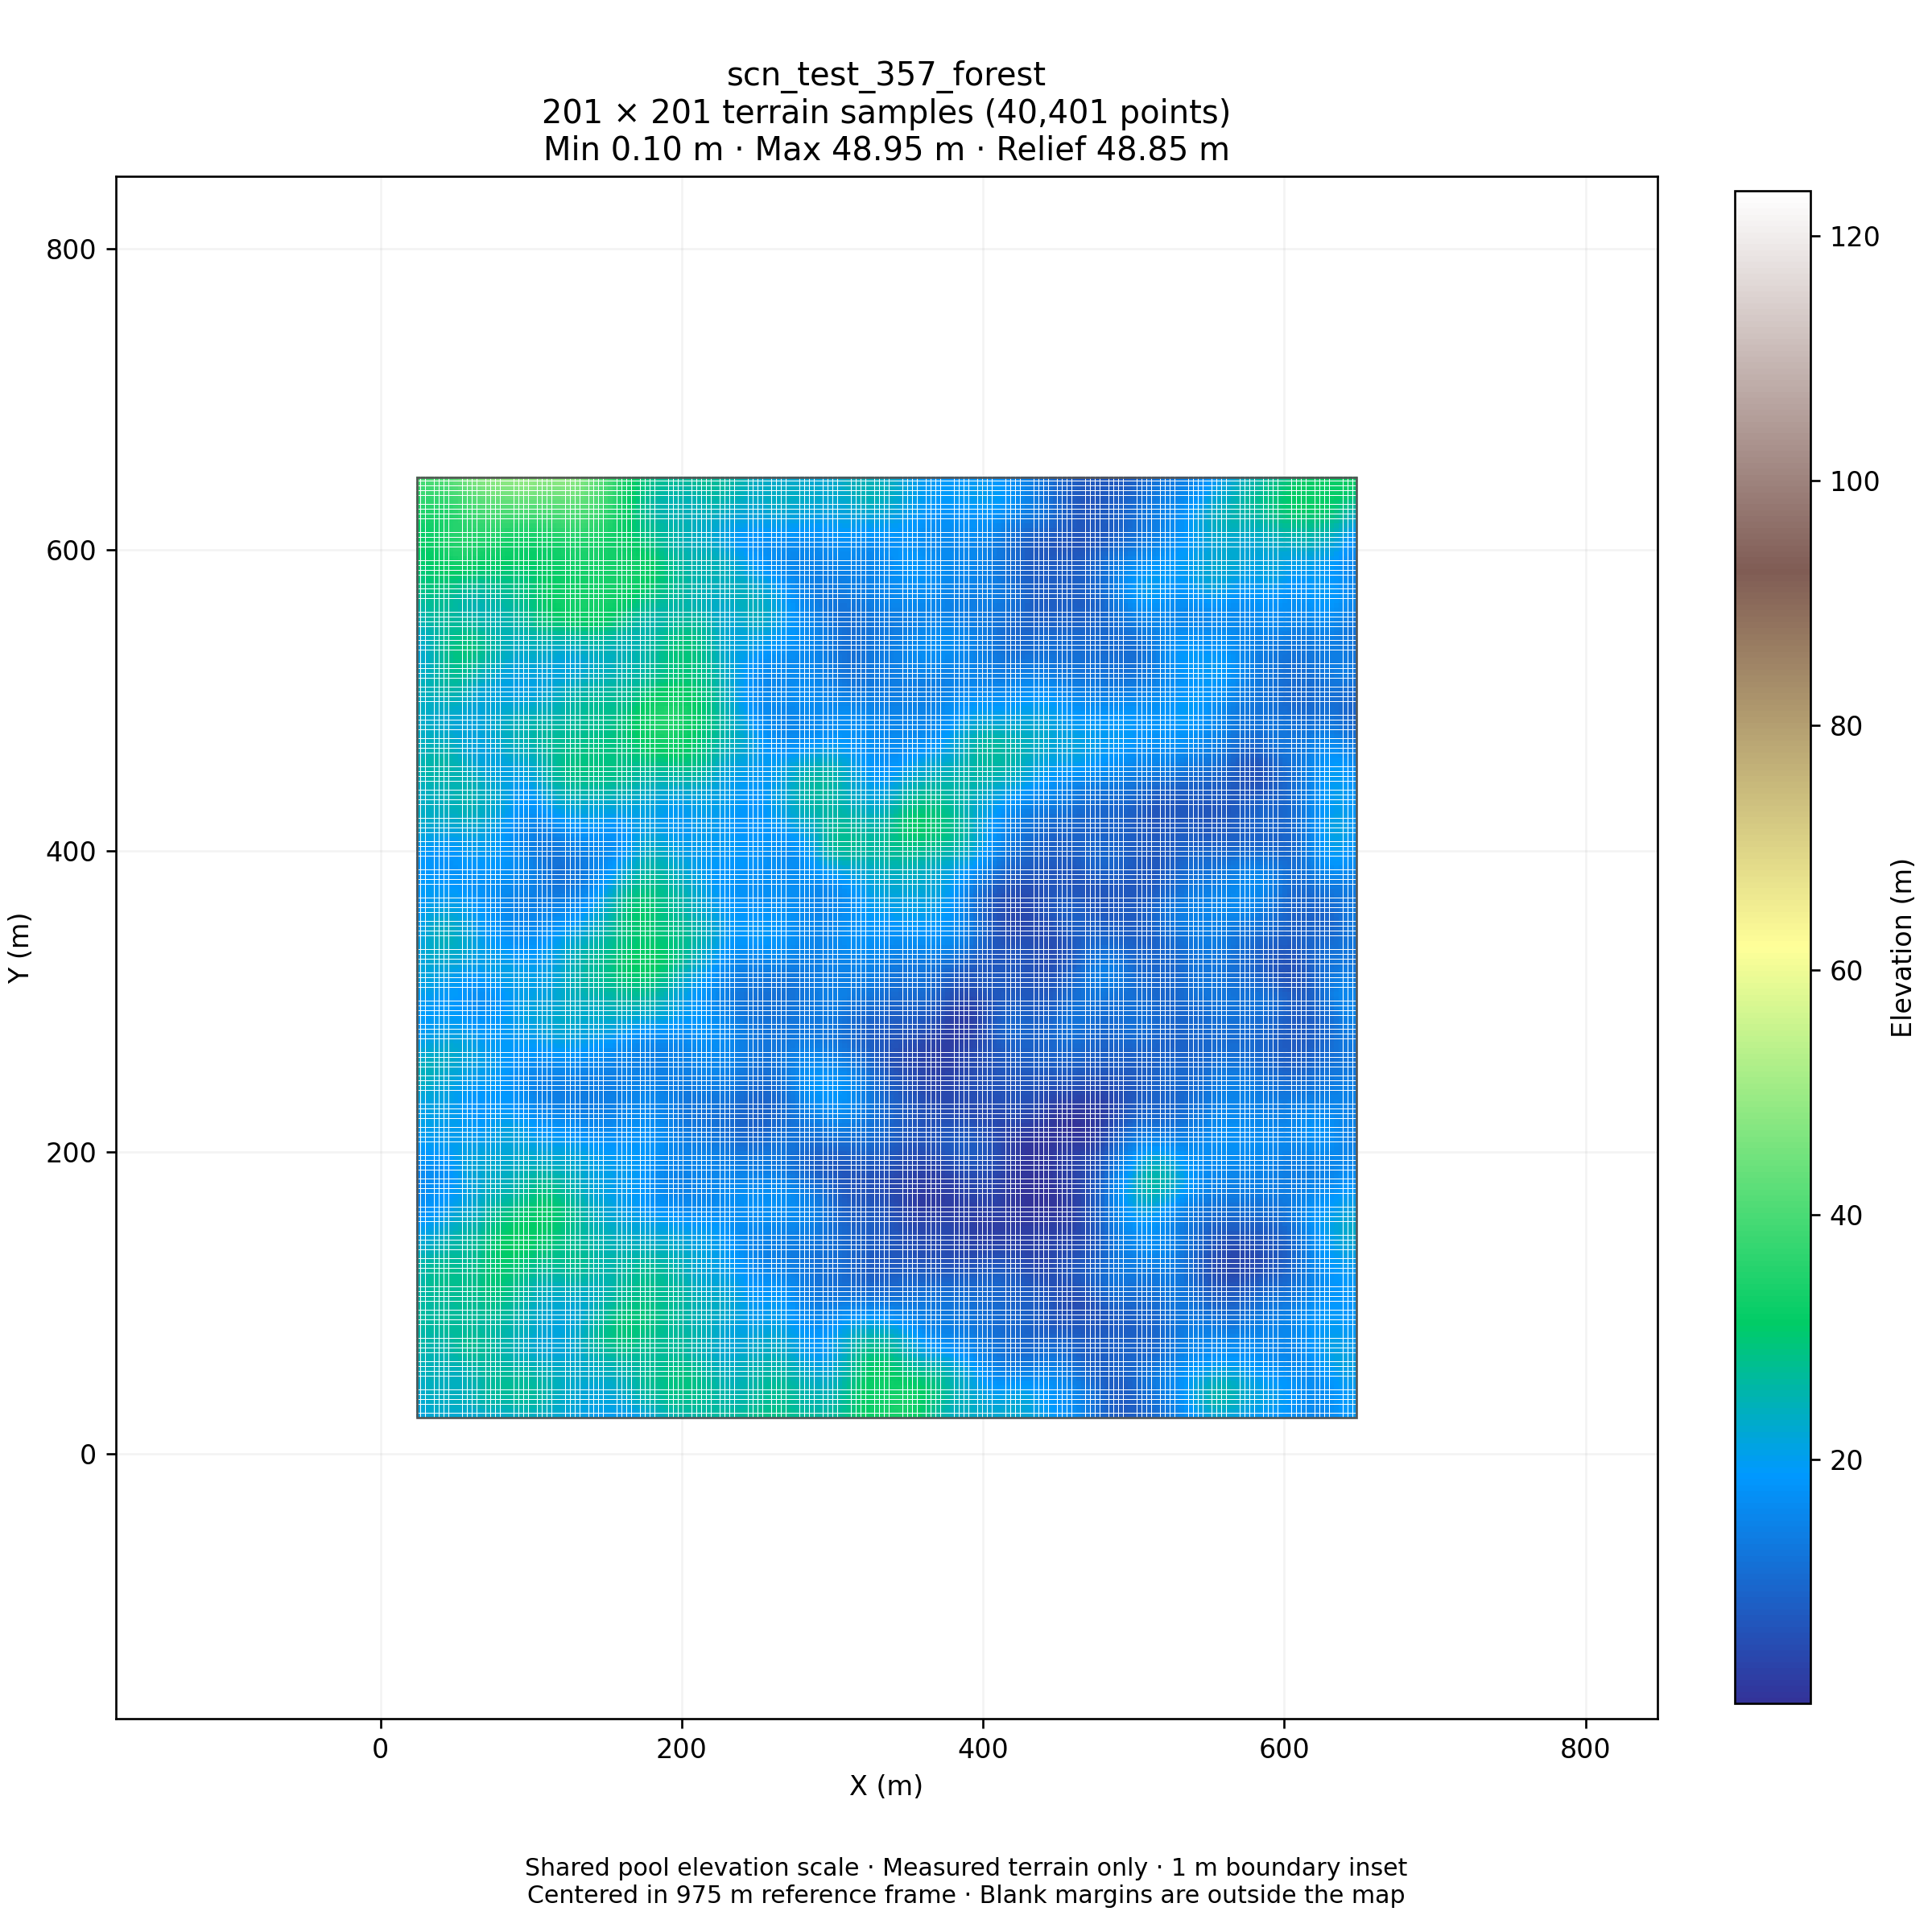 scn_test_357_forest
201 × 201 terrain samples (40,401 points)
Min 0.10 m · Max 48.95 m · Relief 48.85 m
800
600
400
200
0
Y (m)
0
200
400
600
800
X (m)
120
100
80
60
40
20
Elevation (m)
Shared pool elevation scale · Measured terrain only · 1 m boundary inset
Centered in 975 m reference frame · Blank margins are outside the map